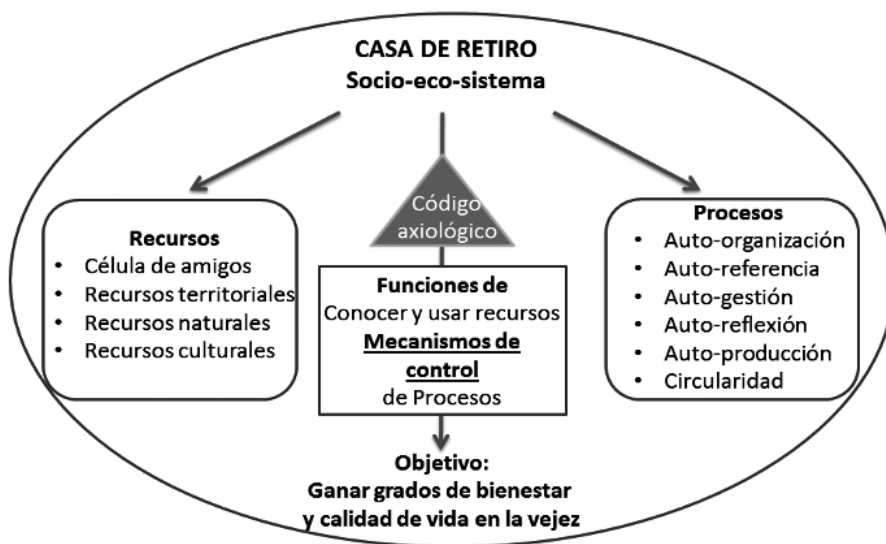 CASA DE RETIRO
Socio-eco-sistema
Recursos
• Célula de amigos
• Recursos territoriales
• Recursos naturales
• Recursos culturales
Código
axiológico
Funciones de
Conocer y usar recursos
Mecanismos de
control
de Procesos
Procesos
• Auto-organización
• Auto-referencia
• Auto-gestión
• Auto-reflexión
• Auto-producción
• Circularidad
Objetivo:
Ganar grados de bienestar
y calidad de vida en la vejez